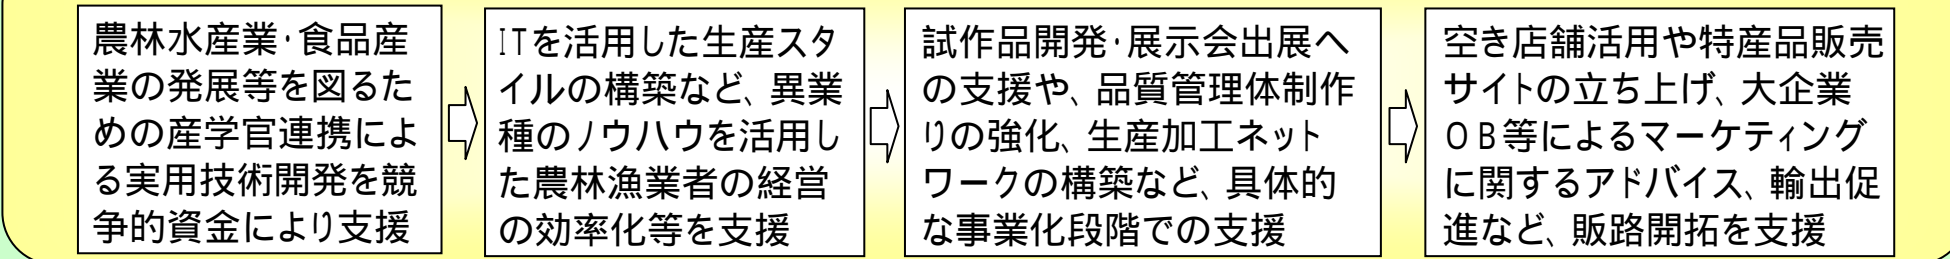 農林水産業・食品産
業の発展等を図るた
めの産学官連携によ
る実用技術開発を競
争的資金により支援
ITを活用した生産スタ
イルの構築など、異業
種のノウハウを活用し
た農林漁業者の経営
の効率化等を支援
試作品開発・展示会出展へ
の支援や、品質管理体制作
りの強化、生産加工ネット
ワークの構築など、具体的
な事業化段階での支援
空き店舗活用や特産品販売
サイトの立ち上げ、大企業
OB等によるマーケティング
に関するアドバイス、輸出促
進など、販路開拓を支援